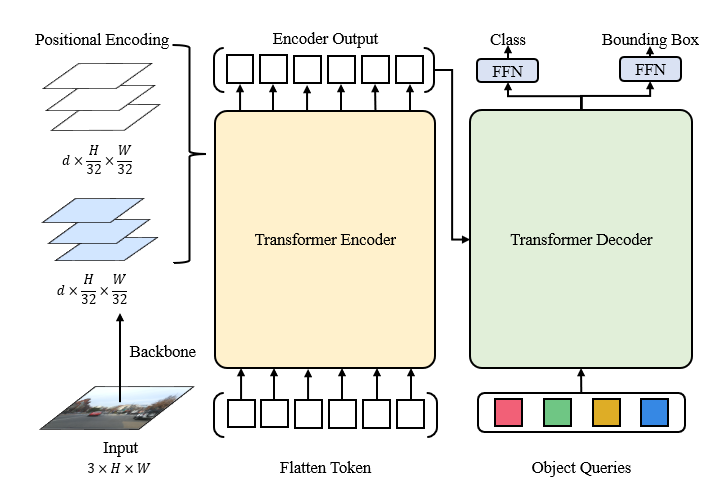 Positional Encoding
d × H/32 × W/32
d × H/32 × W/32
Backbone
Input
3 × H × W
Encoder Output
Transformer Encoder
Flatten Token
Class
Bounding Box
FFN
FFN
Transformer Decoder
Object Queries